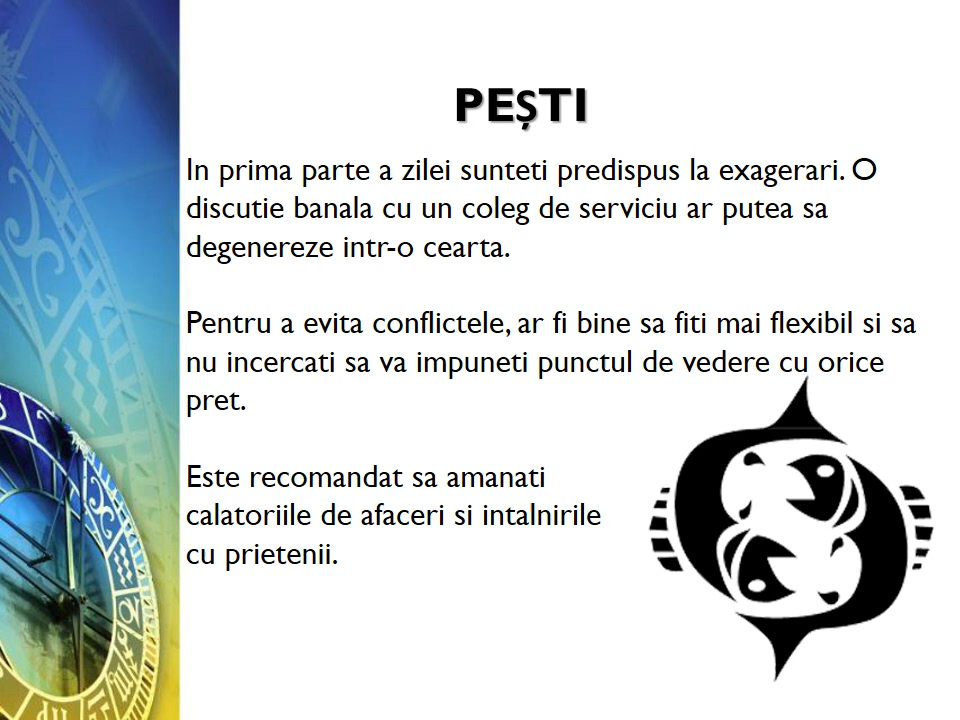 PEȘTI
In prima parte a zilei sunteti predispus la exagerari. O
discutie banala cu un coleg de serviciu ar putea sa
degenereze intr-o cearta.
Pentru a evita conflictele, ar fi bine sa fiti mai flexibil si sa
nu incercati sa va impuneti punctul de vedere cu orice
pret.
Este recomandat sa amanati
calatoriile de afaceri si intalnirile
cu prietenii.